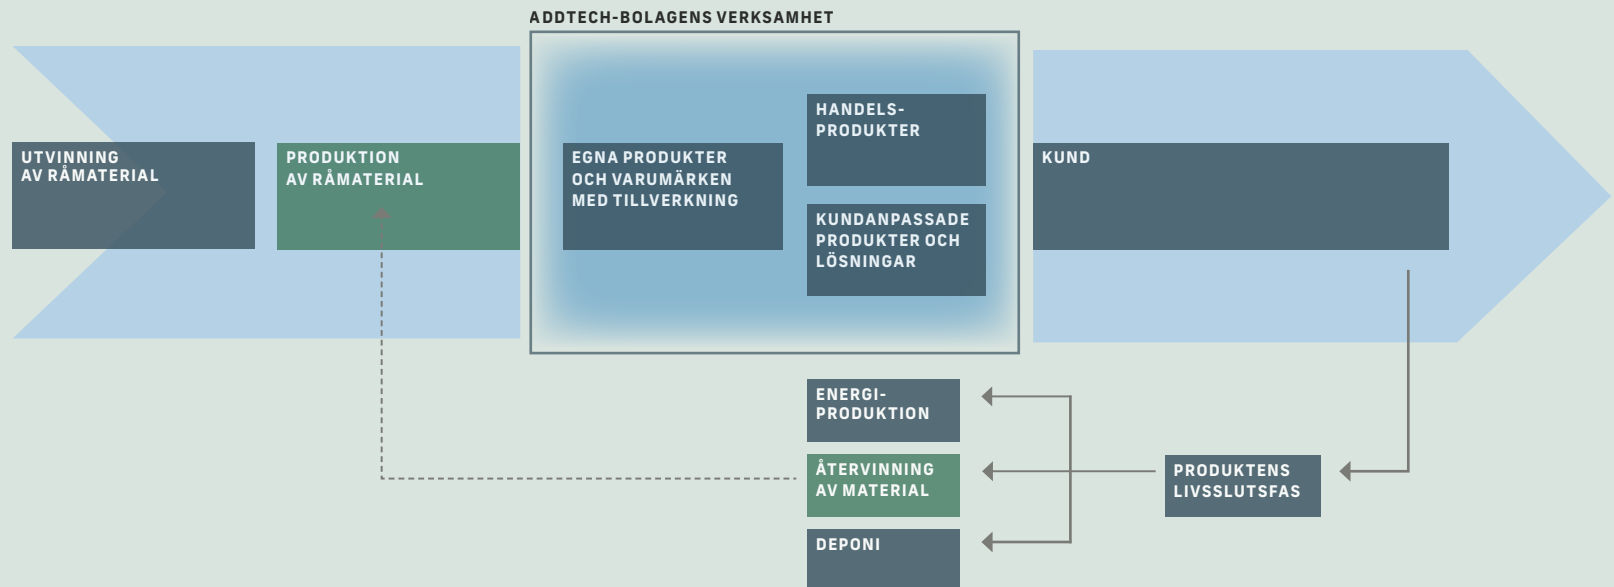 ADDTECH-BOLAGENS VERKSAMHET
UTVINNING
AV RÅMATERIAL
PRODUKTION
AV RÅMATERIAL
EGNA PRODUKTER
OCH VARUMÄRKEN
MED TILLVERKNING
HANDELS-
PRODUKTER
KUNDANPASSADE
PRODUKTER OCH
LÖSNINGAR
KUND
ENERGI-
PRODUKTION
ÅTERVINNING
AV MATERIAL
DEPONI
PRODUKTENS
LIVSSLUTSFAS